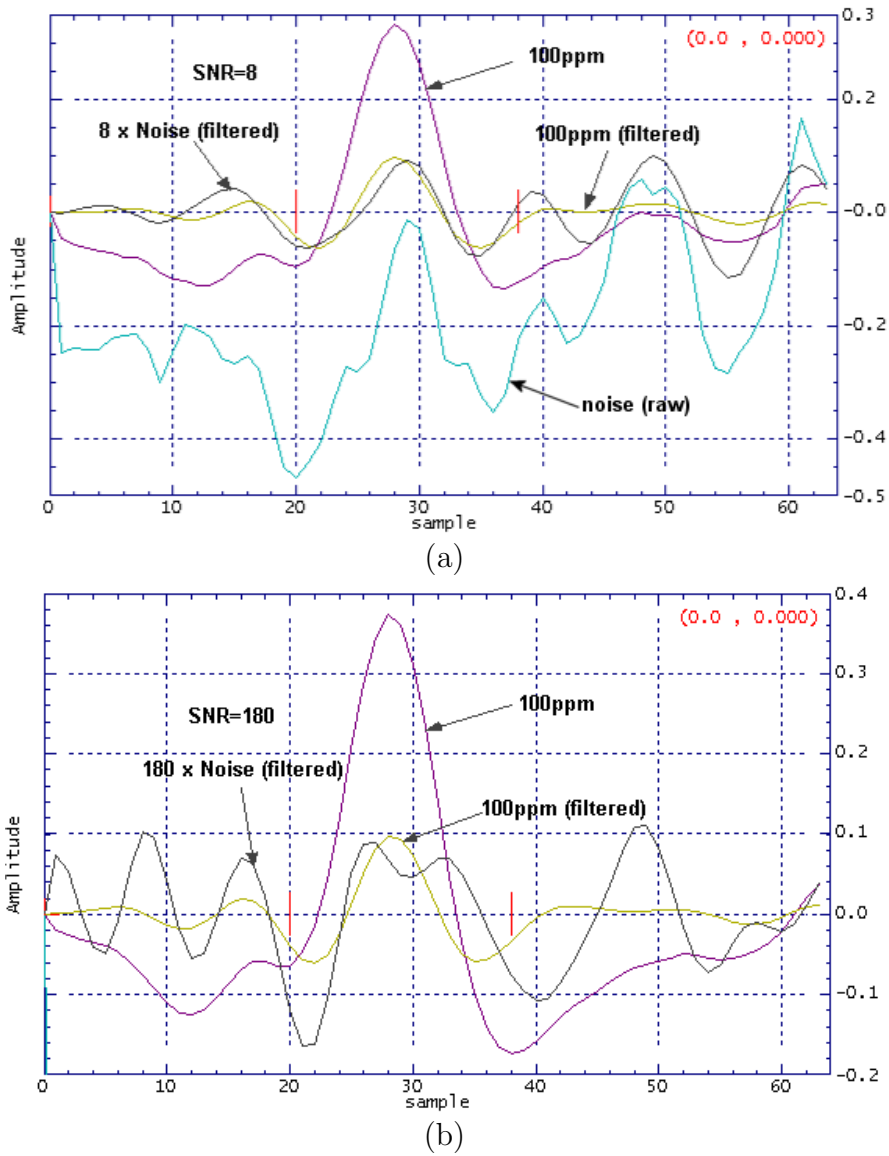 0.3
(0.0 , 0.000)
100ppm
SNR=8
0.2
8 x Noise (filtered)
100ppm (filtered)
-0.0
Amplitude
-0.2
noise (raw)
-0.4
-0.5
0 10 20 30 40 50 60
sample
(a)
0.4
(0.0 , 0.000)
0.3
100ppm
SNR=180
0.2
180 x Noise (filtered)
100ppm (filtered)
0.1
Amplitude
0.0
-0.1
-0.2
0 20 30 40 50 60
sample
(b)